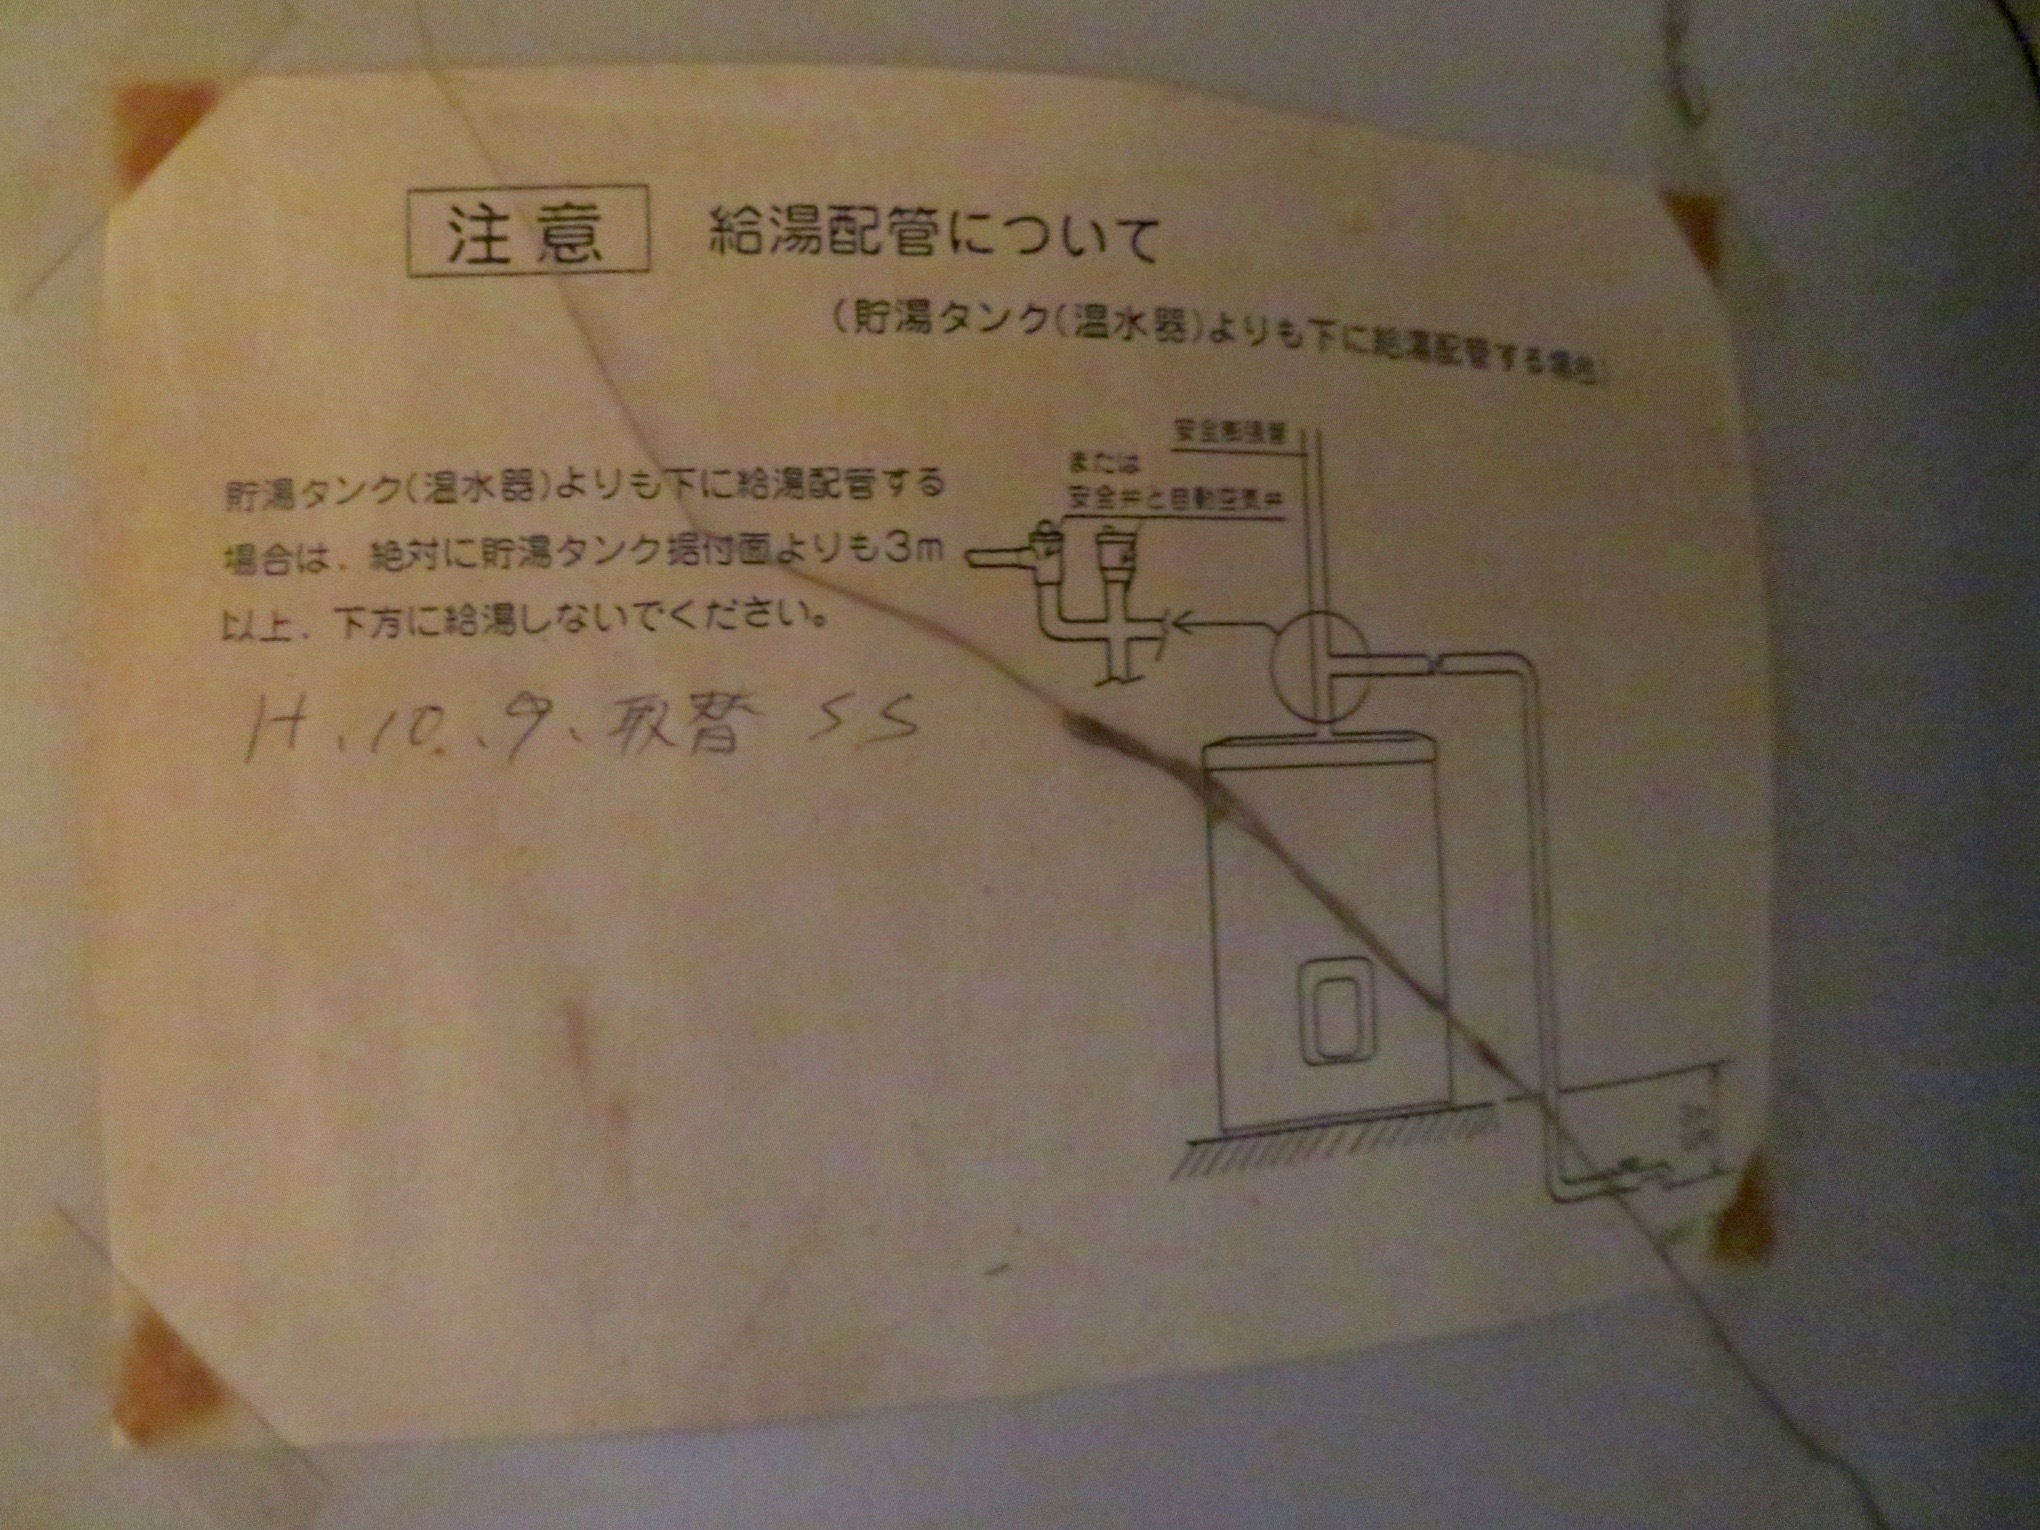 注意 給湯配管について
(貯湯タンク(温水器)よりも下に給湯配管する場合)
安全膨張管
または
安全弁と自動空気弁
貯湯タンク(温水器)よりも下に給湯配管する
場合は、絶対に貯湯タンク据付面よりも3m
以上、下方に給湯しないでください。
H、10、9、取替 S.S